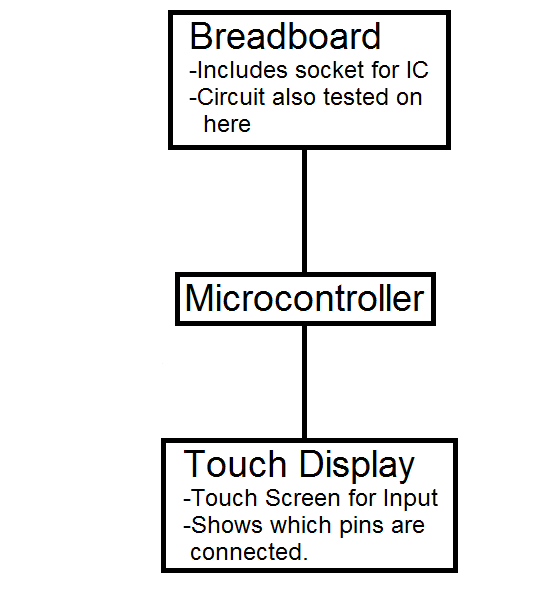 Breadboard
-Includes socket for IC
-Circuit also tested on
here
Microcontroller
Touch Display
-Touch Screen for Input
-Shows which pins are
connected.